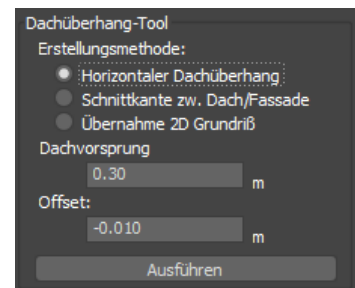 Dachüberhang-Tool
Erstellungsmethode:
Horizontaler Dachüberhang
Schnittkante zw. Dach/Fassade
Übernahme 2D Grundriß
Dachvorsprung
0.30 m
Offset:
-0.010 m
Ausführen